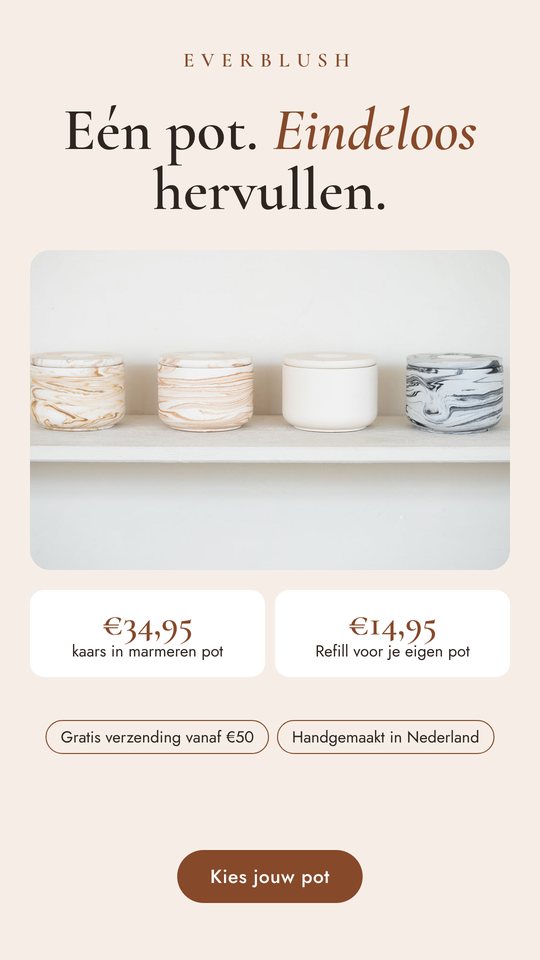 EVERBLUSH
Eén pot. Eindeloos
hervullen.
€34,95
kaars in marmeren pot
€14,95
Refill voor je eigen pot
Gratis verzending vanaf €50
Handgemaakt in Nederland
Kies jouw pot